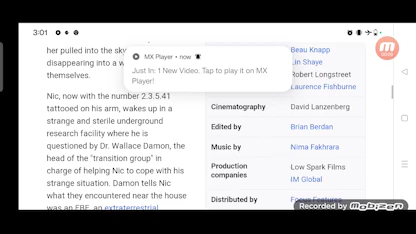 3:01
her pulled into the sky
disappearing into a w
themselves.
MX Player • now
Just In: 1 New Video. Tap to play it on MX
Player!
Nic, now with the number 2.3.5.41
tattooed on his arm, wakes up in a
strange and sterile underground
research facility where he is
questioned by Dr. Wallace Damon, the
head of the "transition group" in
charge of helping Nic to cope with his
strange situation. Damon tells Nic
what they encountered near the house
was an EBE, an extraterrestrial
Beau Knapp
Lin Shaye
Robert Longstreet
Laurence Fishburne
Cinematography David Lanzenberg
Edited by Brian Berdan
Music by Nima Fakhrara
Production companies Low Spark Films
IM Global
Distributed by Focus Features
Recorded by mobizen